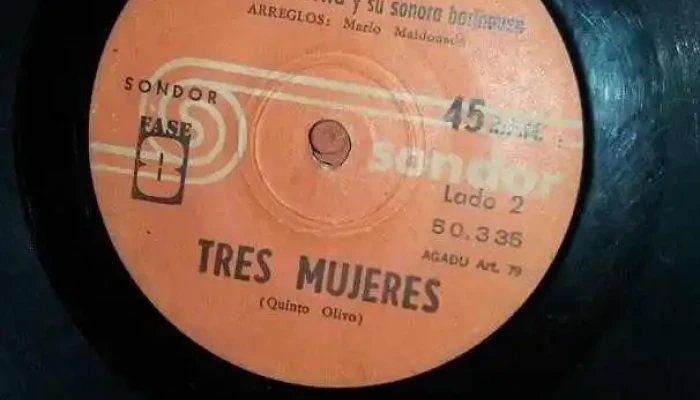 y su sonora borinquen
ARREGLOS: Mario Maldonado
SONDOR
45 R.P.M.
FASE
sondor
Lado 2
50.335
AGADU Art. 79
TRES MUJERES
(Quinto Olivo)